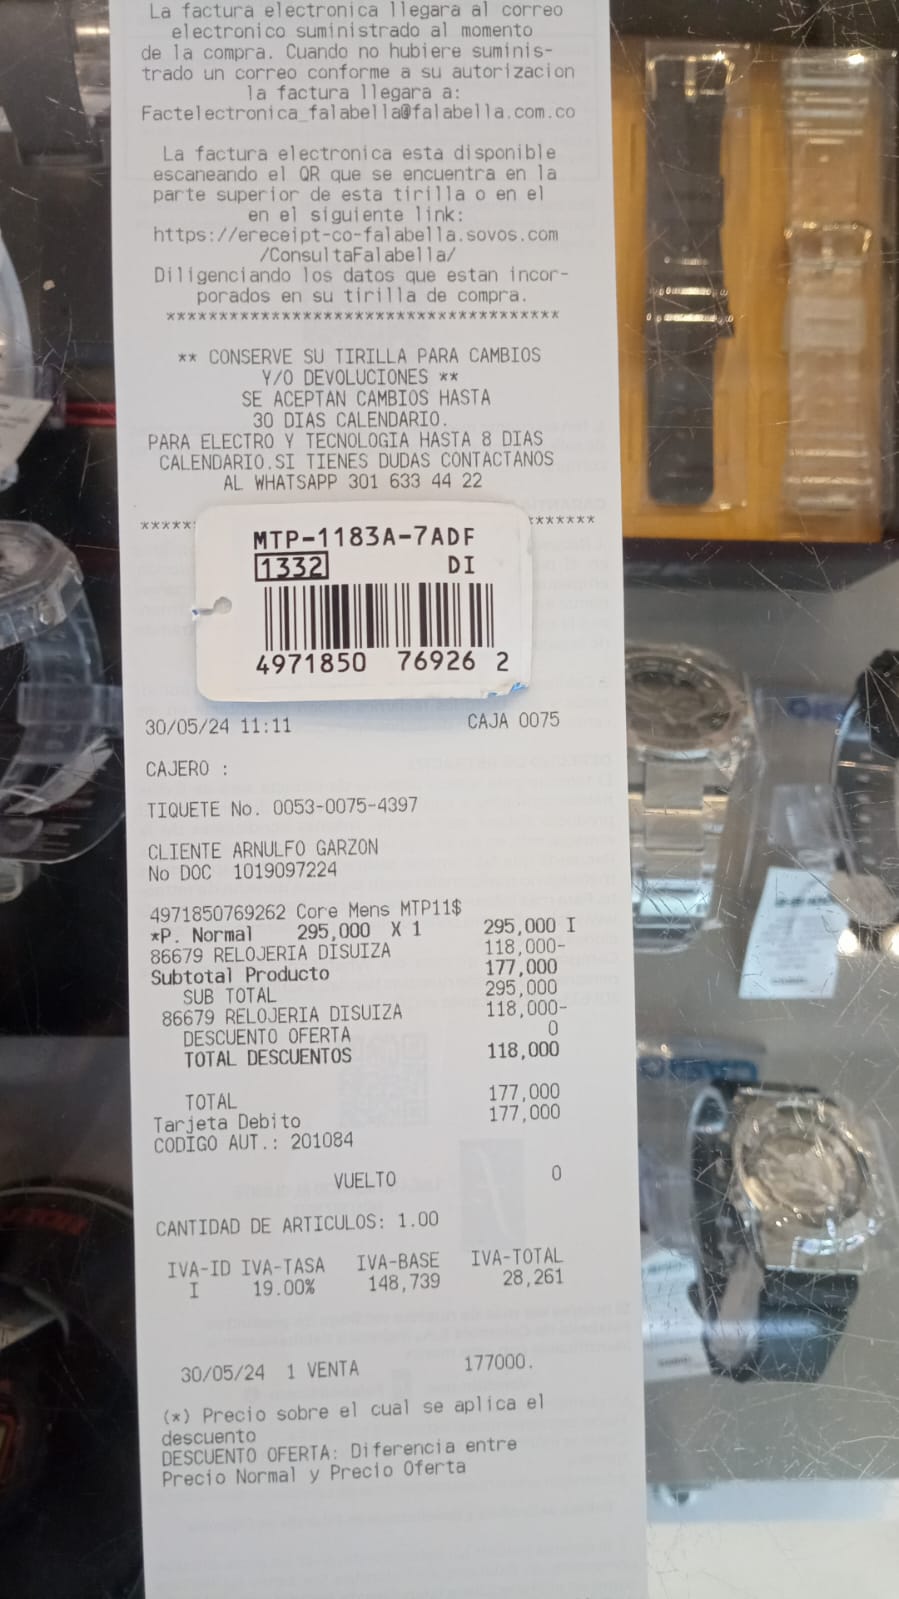 La factura electronica llegara al correo
electronico suministrado al momento
de la compra. Cuando no hubiere suminis-
trado un correo conforme a su autorizacion
la factura llegara a:
Factelectronica_falabella@falabella.com.co
La factura electronica esta disponible
escaneando el QR que se encuentra en la
parte superior de esta tirilla o en el
en el siguiente link:
https://ereceipt-co-falabella.sovos.com
/ConsultaFalabella/
Diligenciando los datos que estan incor-
porados en su tirilla de compra.
**************************************
** CONSERVE SU TIRILLA PARA CAMBIOS
Y/O DEVOLUCIONES **
SE ACEPTAN CAMBIOS HASTA
30 DIAS CALENDARIO.
PARA ELECTRO Y TECNOLOGIA HASTA 8 DIAS
CALENDARIO.SI TIENES DUDAS CONTACTANOS
AL WHATSAPP 301 633 44 22
***** *******
MTP-1183A-7ADF
1332 DI
4971850 76926 2
30/05/24 11:11 CAJA 0075
CAJERO :
TIQUETE No. 0053-0075-4397
CLIENTE ARNULFO GARZON
No DOC 1019097224
4971850769262 Core Mens MTP11$
*P. Normal 295,000 X 1 295,000 I
86679 RELOJERIA DISUIZA 118,000-
Subtotal Producto 177,000
SUB TOTAL 295,000
86679 RELOJERIA DISUIZA 118,000-
DESCUENTO OFERTA 0
TOTAL DESCUENTOS 118,000
TOTAL 177,000
Tarjeta Debito 177,000
CODIGO AUT.: 201084
VUELTO 0
CANTIDAD DE ARTICULOS: 1.00
IVA-ID IVA-TASA IVA-BASE IVA-TOTAL
I 19.00% 148,739 28,261
30/05/24 1 VENTA 177000.
(*) Precio sobre el cual se aplica el
descuento
DESCUENTO OFERTA: Diferencia entre
Precio Normal y Precio Oferta